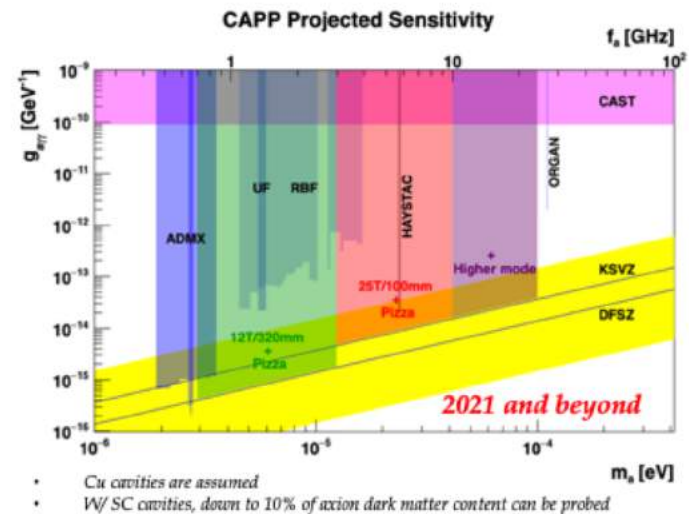 CAPP Projected Sensitivity
fₐ [GHz]
1 10 10²
g_aγγ [GeV⁻¹]
10⁻⁹
CAST
10⁻¹⁰
ORGAN
10⁻¹¹
UF RBF
HAYSTAC
10⁻¹²
ADMX
Higher mode
KSVZ
10⁻¹³
25T/100mm
Pizza
DFSZ
10⁻¹⁴
12T/320mm
Pizza
10⁻¹⁵
2021 and beyond
10⁻¹⁶
10⁻⁶ 10⁻⁵ 10⁻⁴
mₐ [eV]
• Cu cavities are assumed
• W/ SC cavities, down to 10% of axion dark matter content can be probed